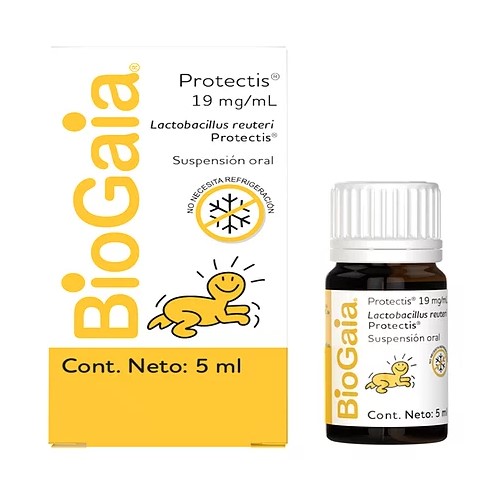 BioGaia®
Protectis®
19 mg/mL
Lactobacillus reuteri
Protectis®
Suspensión oral
NO NECESITA REFRIGERACIÓN
Cont. Neto: 5 ml
BioGaia®
Protectis® 19 mg/mL
Lactobacillus reuteri
Protectis®
Suspensión oral
Cont. Neto: 5 ml